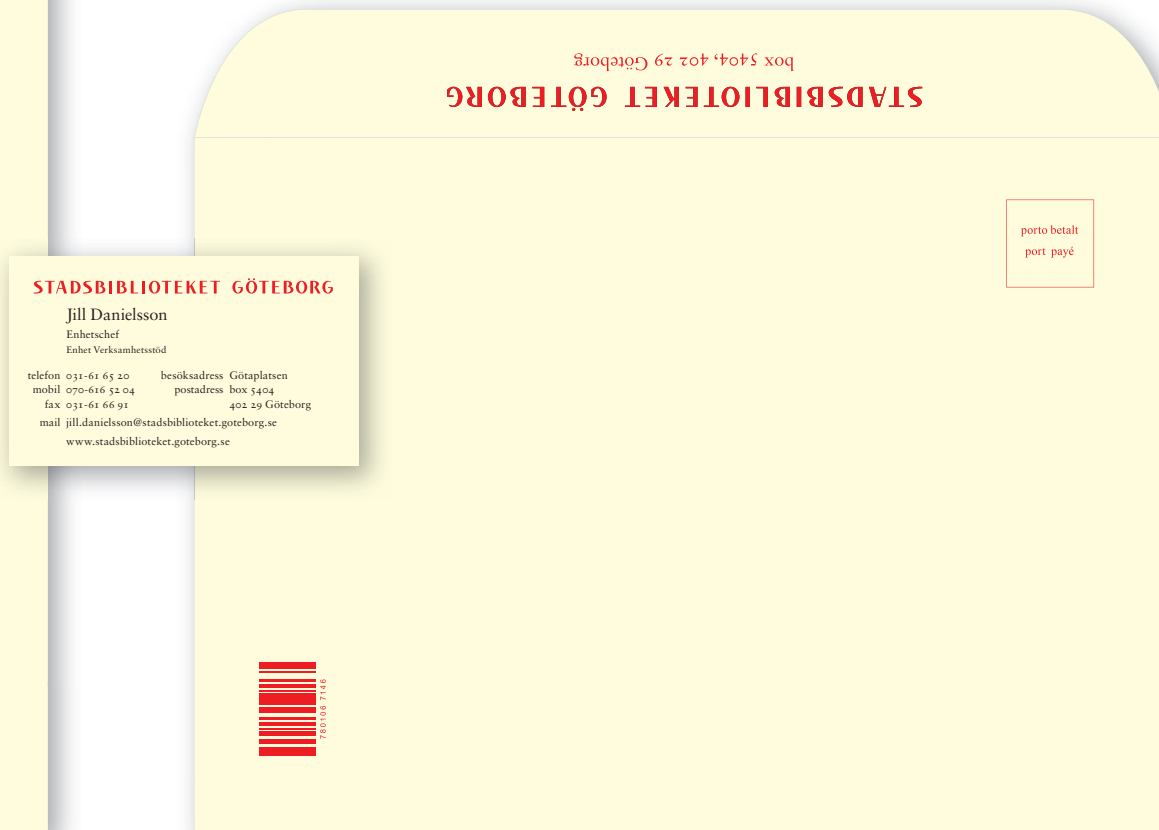 box 5404, 402 29 Göteborg
STADSBIBLIOTEKET GÖTEBORG
porto betalt
port payé
STADSBIBLIOTEKET GÖTEBORG
Jill Danielsson
Enhetschef
Enhet Verksamhetsstöd
telefon 031-61 65 20 besöksadress Götaplatsen
mobil 070-616 52 04 postadress box 5404
fax 031-61 66 91 402 29 Göteborg
mail jill.danielsson@stadsbiblioteket.goteborg.se
www.stadsbiblioteket.goteborg.se
780106 7146